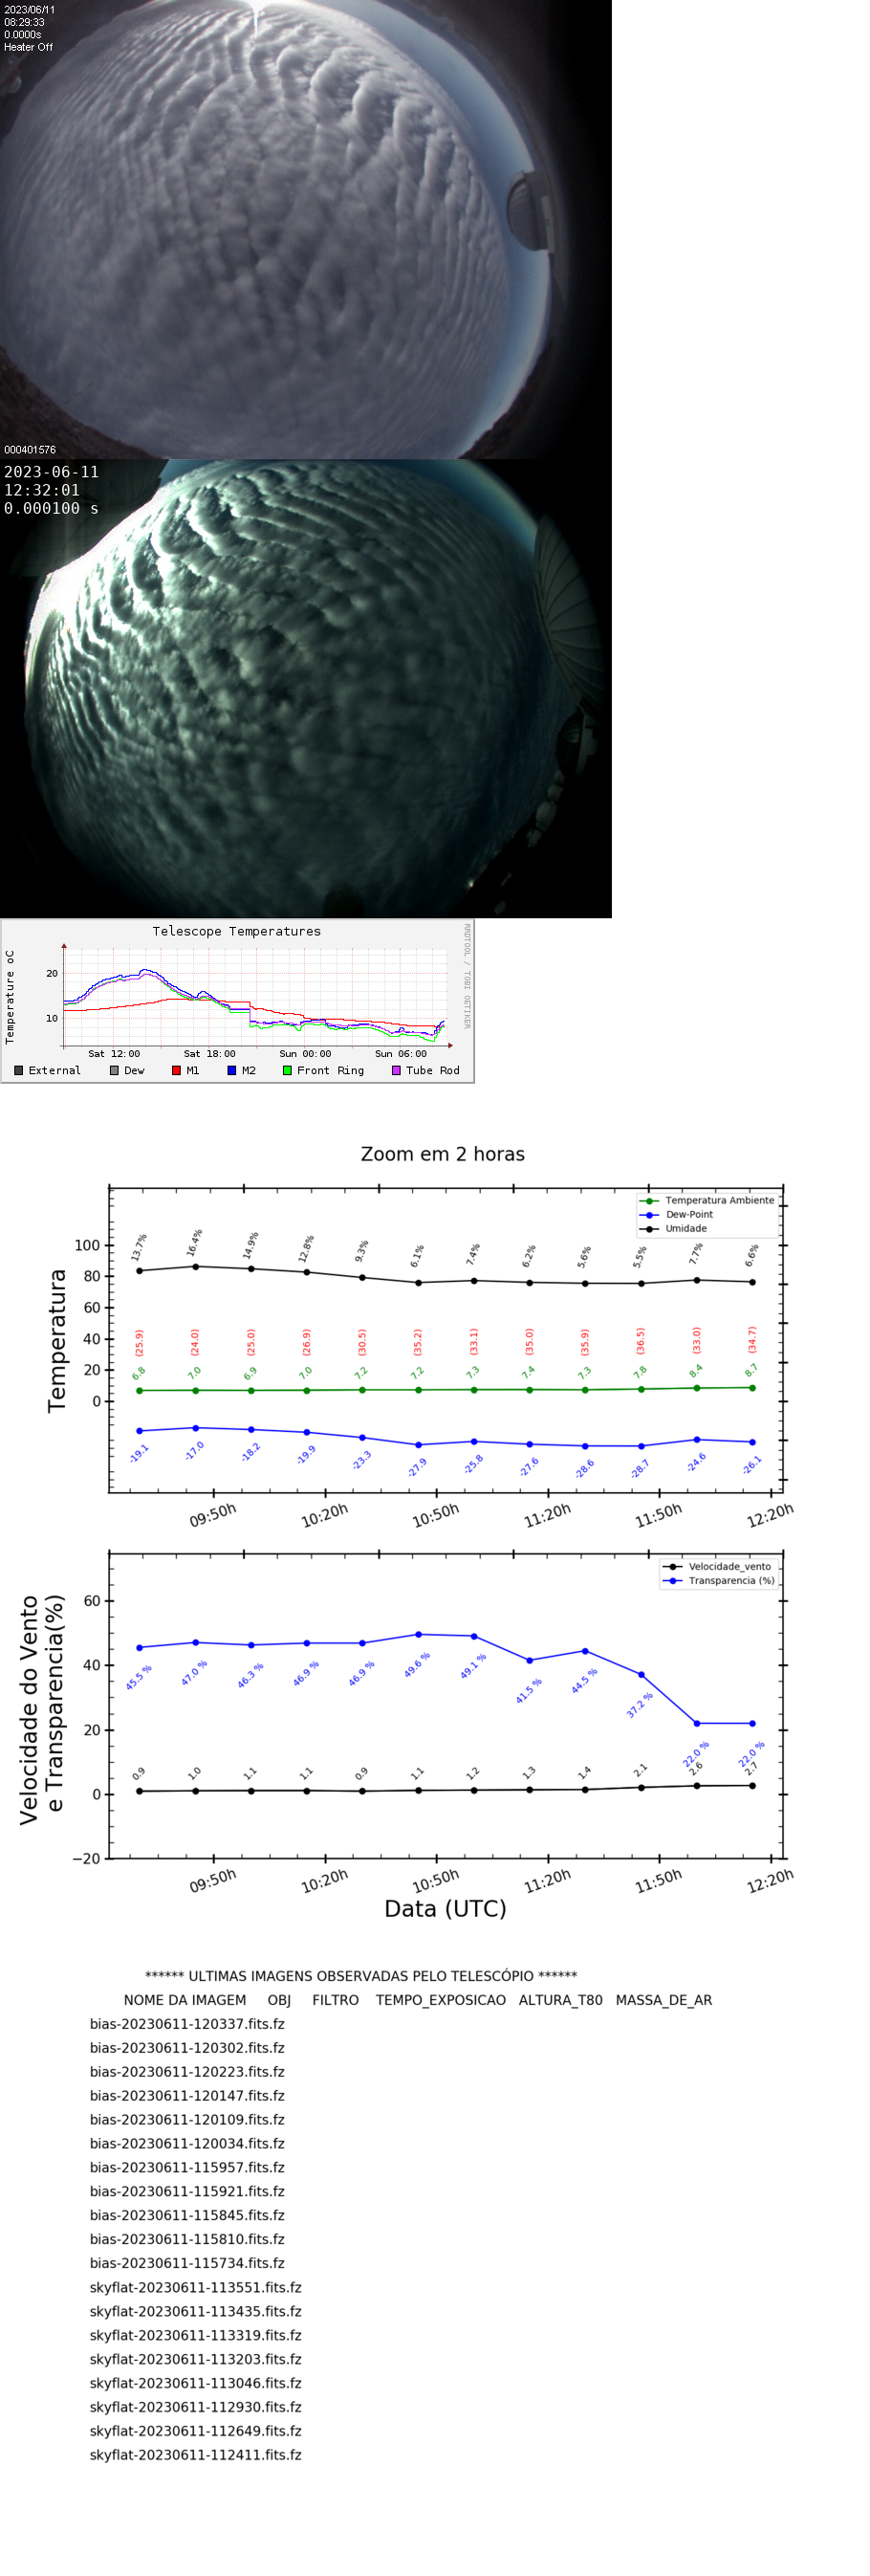 2023/06/11
08:29:33
0.0000s
Heater Off
000401576
2023-06-11
12:32:01
0.000100 s
Telescope Temperatures
RRDTOOL / TOBI OETIKER
Temperature oC
20
10
Sat 12:00 Sat 18:00 Sun 00:00 Sun 06:00
External Dew M1 M2 Front Ring Tube Rod
Zoom em 2 horas
Temperatura Ambiente
Dew-Point
Umidade
Temperatura
100
80
60
40
20
0
13.7% 16.4% 14.9% 12.8% 9.3% 6.1% 7.4% 6.2% 5.6% 5.5% 7.7% 6.6%
(25.9) (24.0) (25.0) (26.9) (30.5) (35.2) (33.1) (35.0) (35.9) (36.5) (33.0) (34.7)
6.8 7.0 6.9 7.0 7.2 7.2 7.3 7.4 7.3 7.8 8.4 8.7
-19.1 -17.0 -18.2 -19.9 -23.3 -27.9 -25.8 -27.6 -28.6 -28.7 -24.6 -26.1
09:50h 10:20h 10:50h 11:20h 11:50h 12:20h
Velocidade_vento
Transparencia (%)
Velocidade do Vento
e Transparencia(%)
60
40
20
0
−20
45.5 % 47.0 % 46.3 % 46.9 % 46.9 % 49.6 % 49.1 % 41.5 % 44.5 % 37.2 % 22.0 % 22.0 %
0.9 1.0 1.1 1.1 0.9 1.1 1.2 1.3 1.4 2.1 2.6 2.7
09:50h 10:20h 10:50h 11:20h 11:50h 12:20h
Data (UTC)
****** ULTIMAS IMAGENS OBSERVADAS PELO TELESCÓPIO ******
NOME DA IMAGEM OBJ FILTRO TEMPO_EXPOSICAO ALTURA_T80 MASSA_DE_AR
bias-20230611-120337.fits.fz
bias-20230611-120302.fits.fz
bias-20230611-120223.fits.fz
bias-20230611-120147.fits.fz
bias-20230611-120109.fits.fz
bias-20230611-120034.fits.fz
bias-20230611-115957.fits.fz
bias-20230611-115921.fits.fz
bias-20230611-115845.fits.fz
bias-20230611-115810.fits.fz
bias-20230611-115734.fits.fz
skyflat-20230611-113551.fits.fz
skyflat-20230611-113435.fits.fz
skyflat-20230611-113319.fits.fz
skyflat-20230611-113203.fits.fz
skyflat-20230611-113046.fits.fz
skyflat-20230611-112930.fits.fz
skyflat-20230611-112649.fits.fz
skyflat-20230611-112411.fits.fz